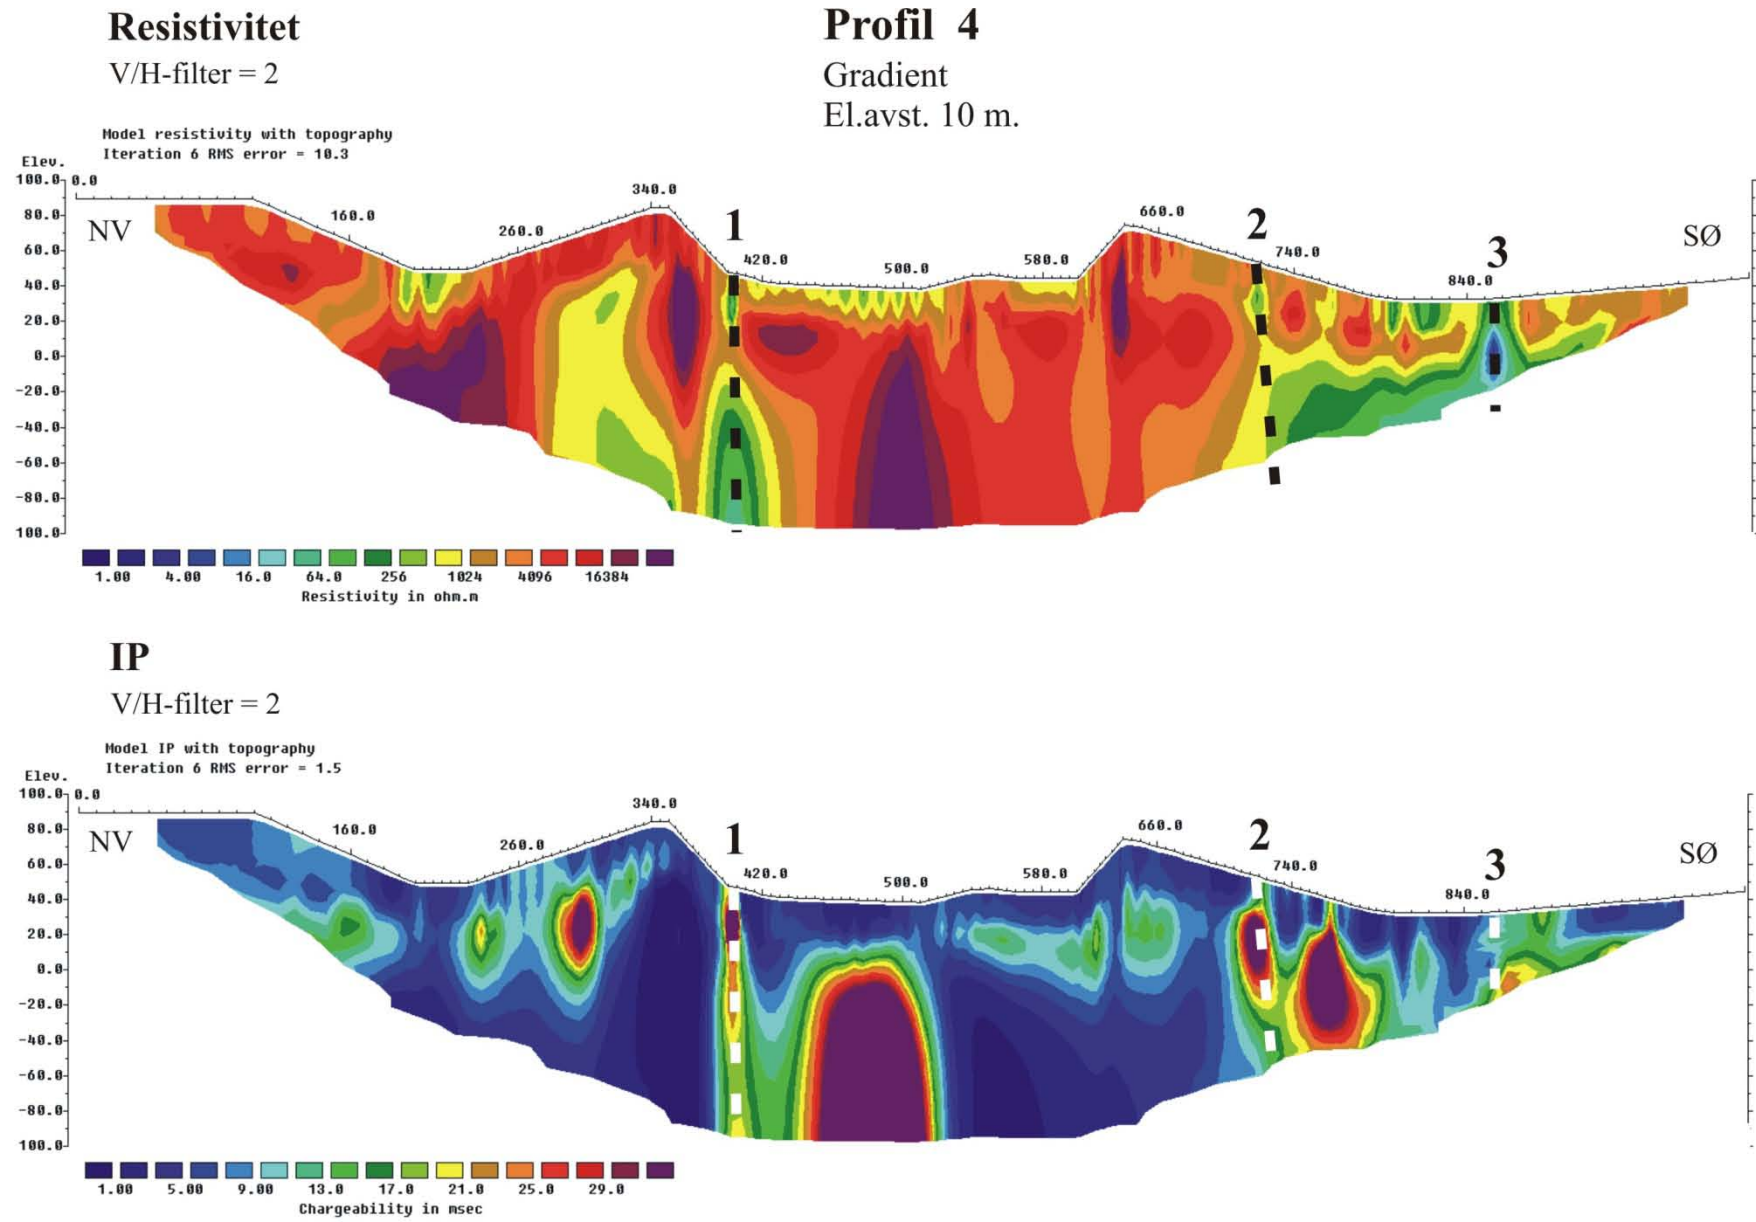 Resistivitet
V/H-filter = 2
Profil 4
Gradient
El.avst. 10 m.
Model resistivity with topography
Iteration 6 RMS error = 10.3
Elev.
100.0 0.0
80.0
60.0
40.0
20.0
0.0
-20.0
-40.0
-60.0
-80.0
100.0
NV
160.0
260.0
340.0
1
420.0
500.0
580.0
660.0
2
740.0
840.0
3
SØ
1.00 4.00 16.0 64.0 256 1024 4096 16384
Resistivity in ohm.m
IP
V/H-filter = 2
Model IP with topography
Iteration 6 RMS error = 1.5
Elev.
100.0 0.0
80.0
60.0
40.0
20.0
0.0
-20.0
-40.0
-60.0
-80.0
100.0
NV
160.0
260.0
340.0
1
420.0
500.0
580.0
660.0
2
740.0
840.0
3
SØ
1.00 5.00 9.00 13.0 17.0 21.0 25.0 29.0
Chargeability in msec